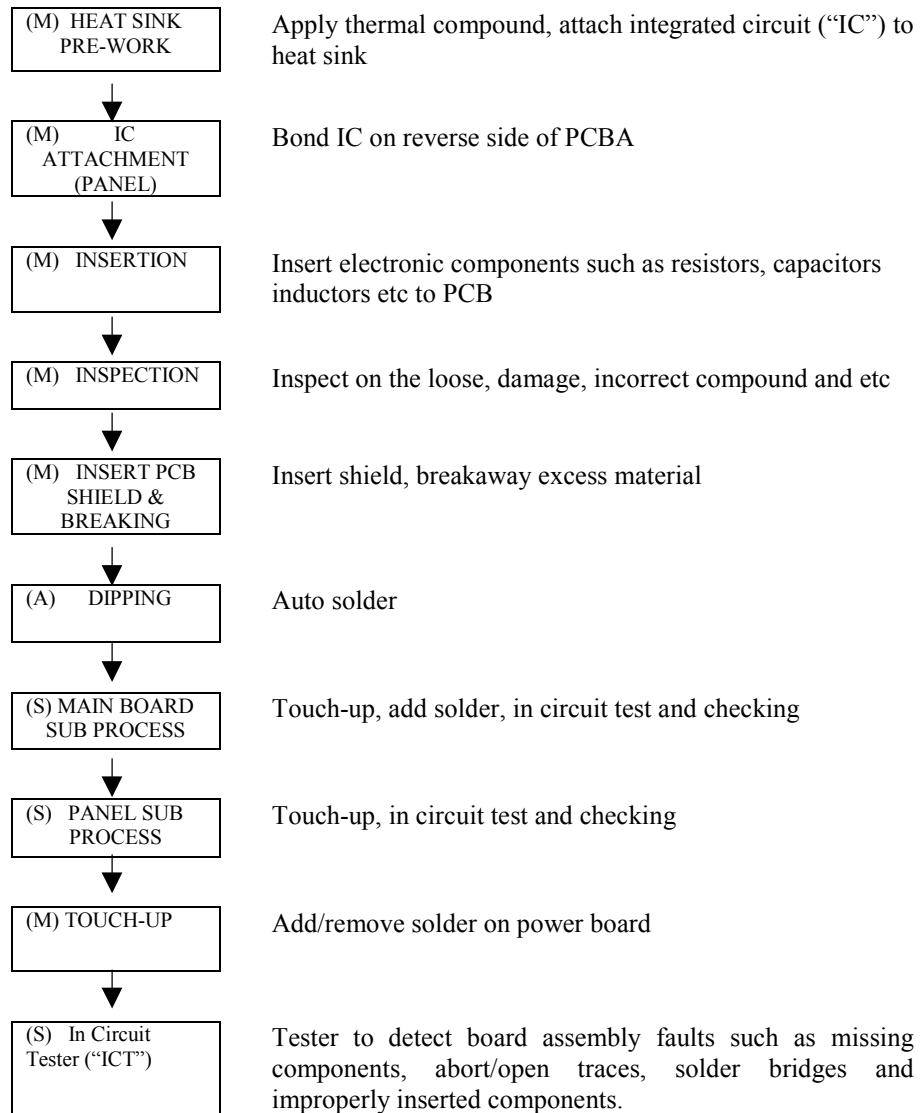 (M) HEAT SINK
PRE-WORK
Apply thermal compound, attach integrated circuit (“IC”) to
heat sink
(M) IC
ATTACHMENT
(PANEL)
Bond IC on reverse side of PCBA
(M) INSERTION
Insert electronic components such as resistors, capacitors
inductors etc to PCB
(M) INSPECTION
Inspect on the loose, damage, incorrect compound and etc
(M) INSERT PCB
SHIELD &
BREAKING
Insert shield, breakaway excess material
(A) DIPPING
Auto solder
(S) MAIN BOARD
SUB PROCESS
Touch-up, add solder, in circuit test and checking
(S) PANEL SUB
PROCESS
Touch-up, in circuit test and checking
(M) TOUCH-UP
Add/remove solder on power board
(S) In Circuit
Tester (“ICT”)
Tester to detect board assembly faults such as missing
components, abort/open traces, solder bridges and
improperly inserted components.